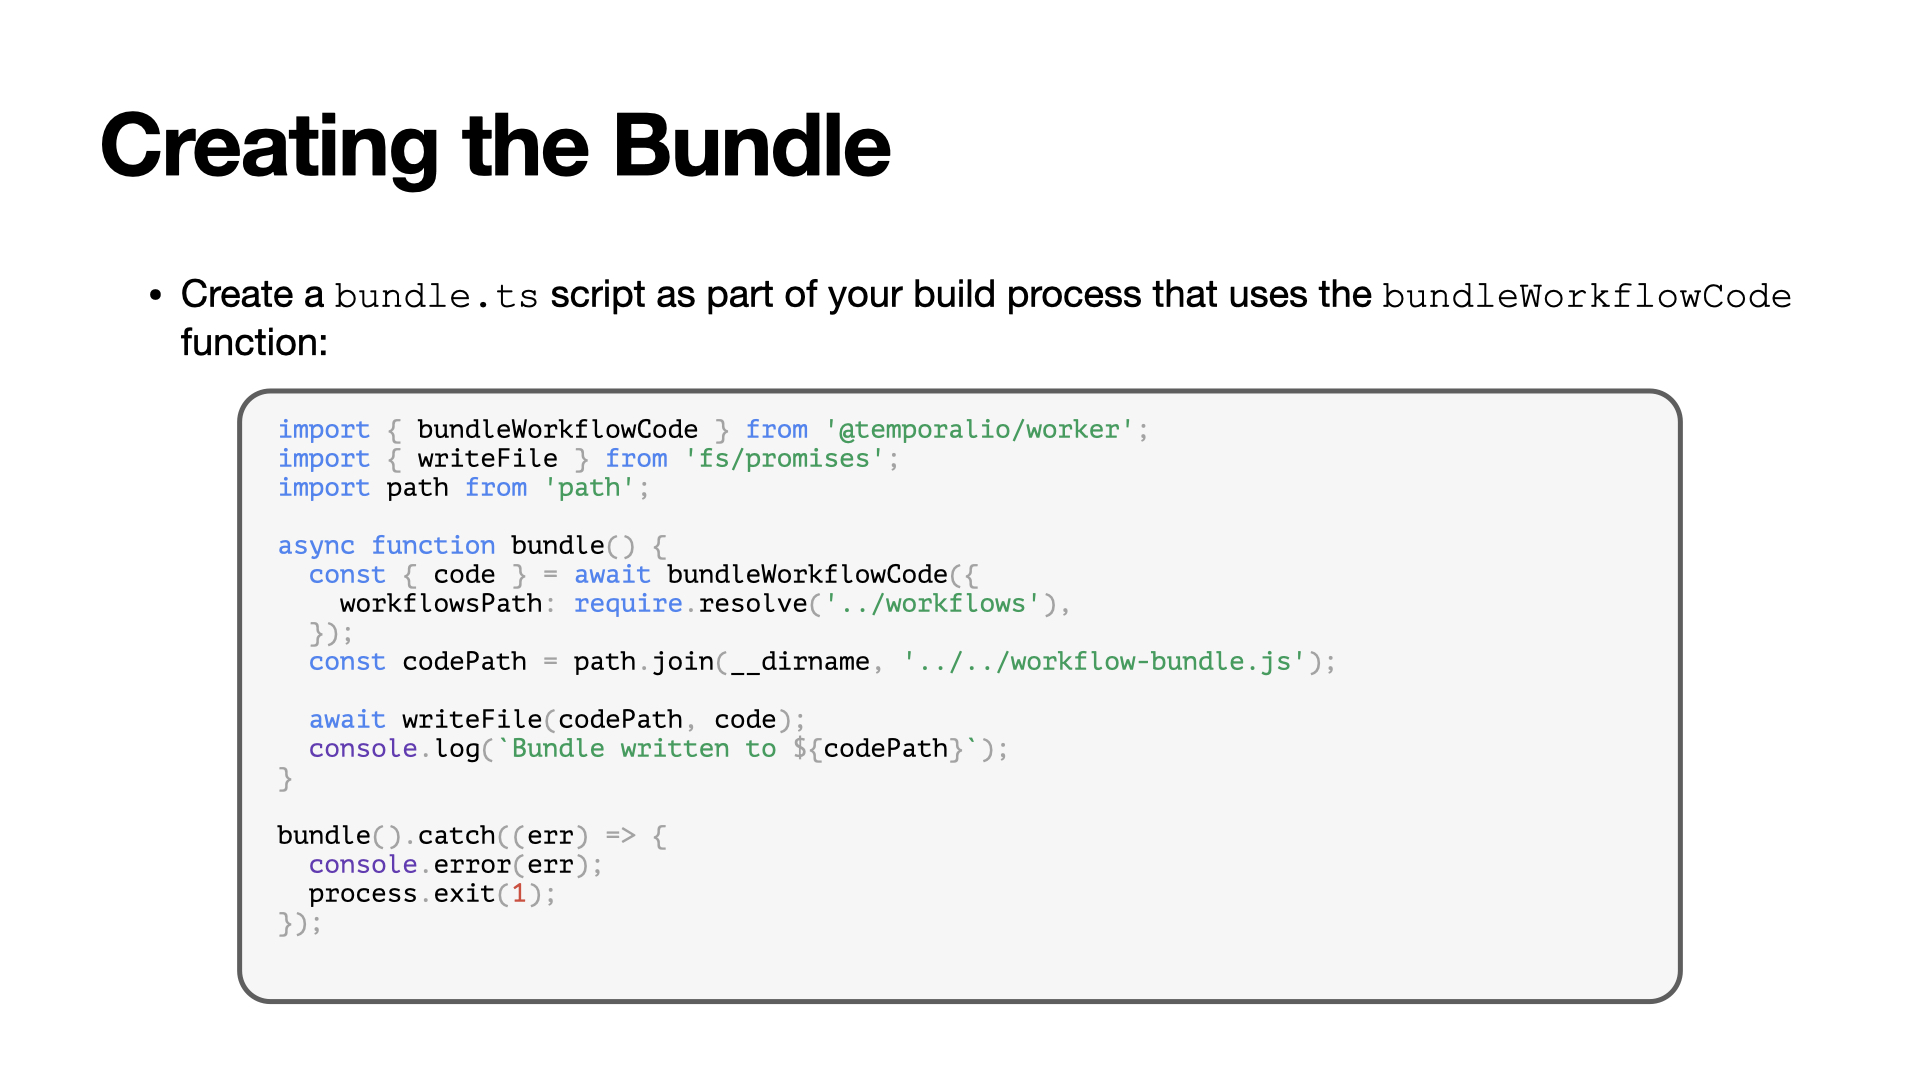 Creating the Bundle
• Create a bundle.ts script as part of your build process that uses the bundleWorkflowCode
function:
import { bundleWorkflowCode } from '@temporalio/worker';
import { writeFile } from 'fs/promises';
import path from 'path';

async function bundle() {
  const { code } = await bundleWorkflowCode({
    workflowsPath: require.resolve('../workflows'),
  });
  const codePath = path.join(__dirname, '../../workflow-bundle.js');

  await writeFile(codePath, code);
  console.log(`Bundle written to ${codePath}`);
}

bundle().catch((err) => {
  console.error(err);
  process.exit(1);
});